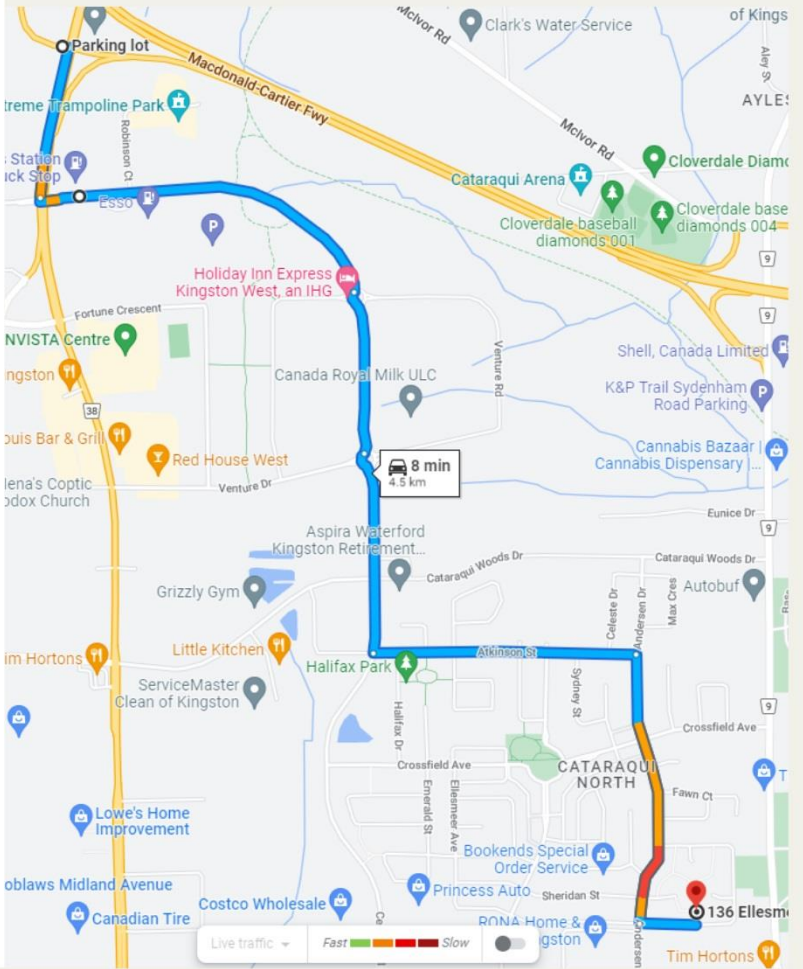 of Kings
McIvor Rd
Clark's Water Service
Parking lot
Aley St
Macdonald-Cartier Fwy
AYLES
treme Trampoline Park
McIvor Rd
Robinson Ct
s Station
uck Stop
Cloverdale Diamo
Cataraqui Arena
Esso
Cloverdale base
diamonds 004
Cloverdale baseball
diamonds 001
P
9
Holiday Inn Express
Kingston West, an IHG
Fortune Crescent
9
NVISTA Centre
Shell, Canada Limited
Venture Rd
ngston
Canada Royal Milk ULC
K&P Trail Sydenham
Road Parking
P
38
ouis Bar & Grill
Cannabis Bazaar |
Cannabis Dispensary |...
Red House West
8 min
4.5 km
lena's Coptic
odox Church
Venture Dr
Eunice Dr
9
Aspira Waterford
Kingston Retirement...
Cataraqui Woods Dr
Cataraqui Woods Dr
Grizzly Gym
Autobuf
Celeste Dr
Andersen Dr
Max Cres
Bas
im Hortons
Little Kitchen
Atkinson St
Halifax Park
ServiceMaster
Clean of Kingston
Sydney St
9
Halifax Dr
Crossfield Ave
Crossfield Ave
CATARAQUI
NORTH
T
Emerald St
Ellesmeer Ave
Fawn Ct
Lowe's Home
Improvement
Bookends Special
Order Service
oblaws Midland Avenue
Princess Auto
Sheridan St
Costco Wholesale
136 Ellesme
Canadian Tire
RONA Home &
ngston
Ce
Andersen
Live traffic
Fast
Slow
Tim Hortons